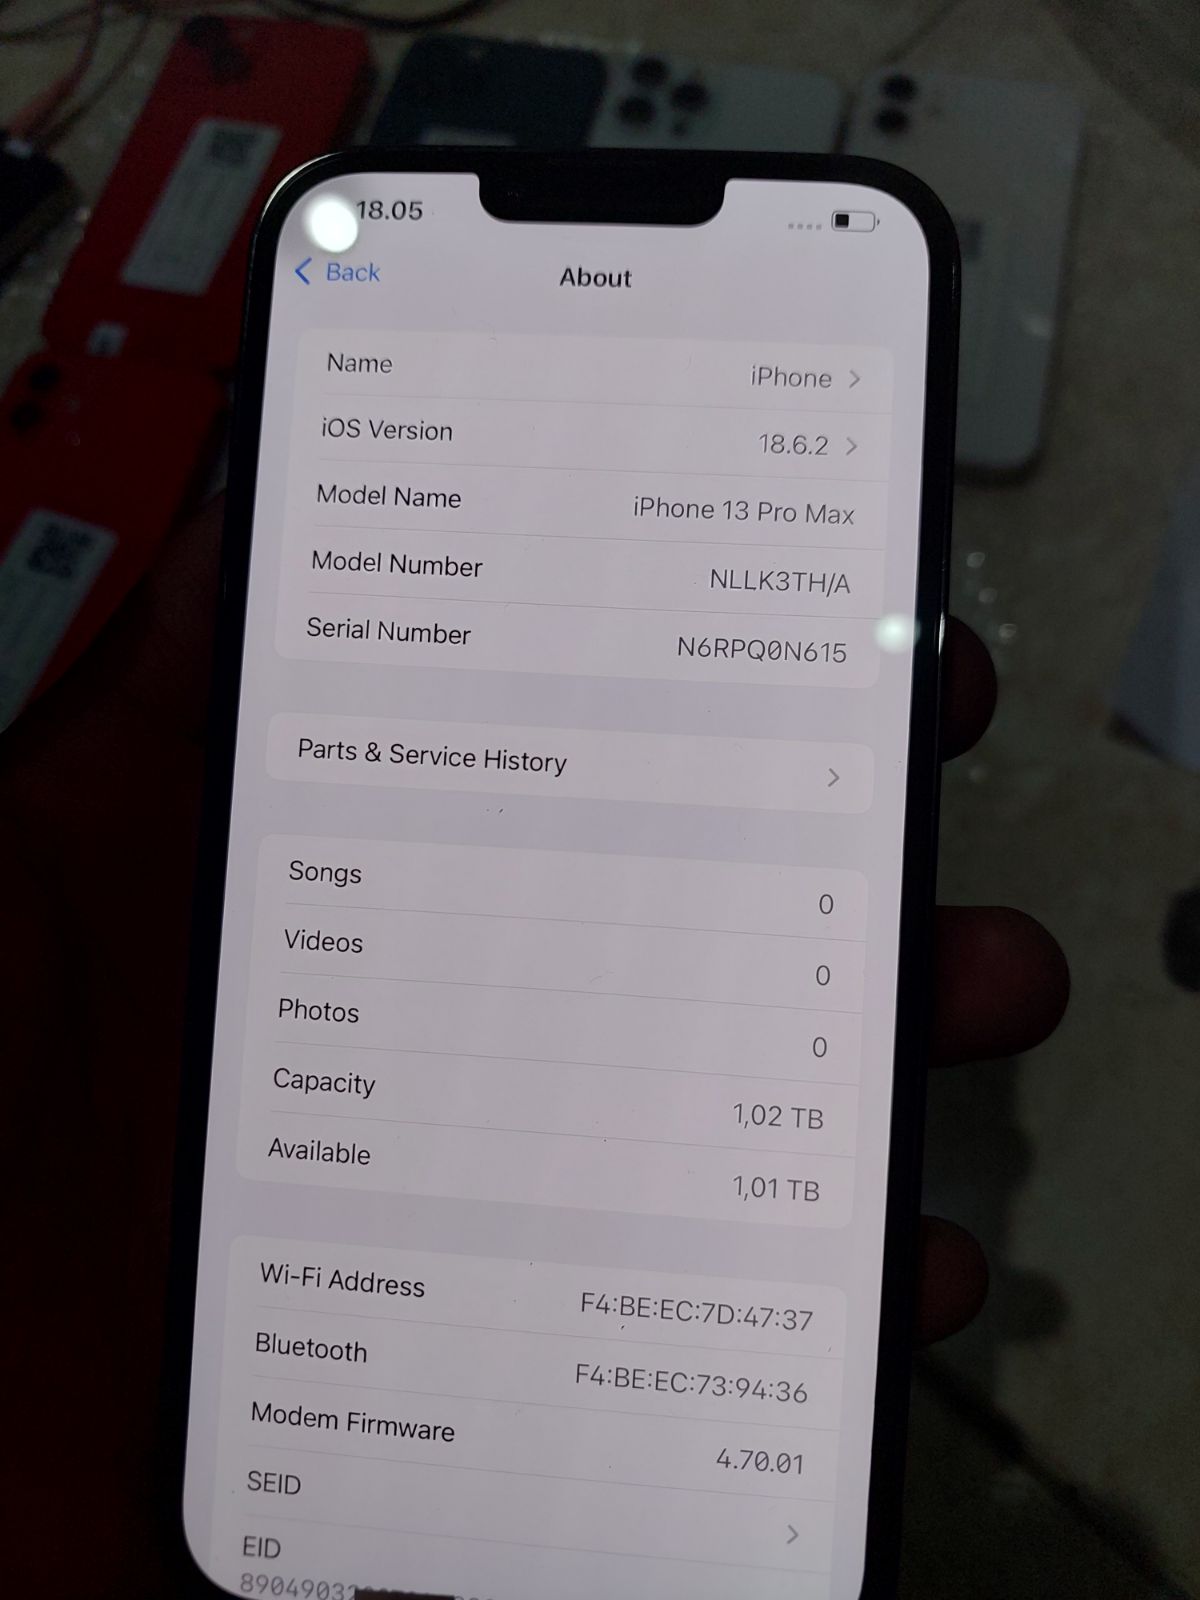 18.05
Back
About
Name
iPhone
iOS Version
18.6.2
Model Name
iPhone 13 Pro Max
Model Number
NLLK3TH/A
Serial Number
N6RPQ0N615
Parts & Service History
Songs
0
Videos
0
Photos
0
Capacity
1,02 TB
Available
1,01 TB
Wi-Fi Address
F4:BE:EC:7D:47:37
Bluetooth
F4:BE:EC:73:94:36
Modem Firmware
4.70.01
SEID
EID